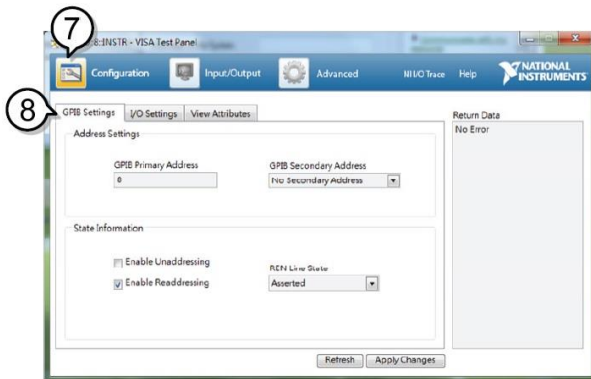 7
8::INSTR - VISA Test Panel
Configuration Input/Output Advanced NI I/O Trace Help NATIONAL INSTRUMENTS
8
GPIB Settings I/O Settings View Attributes
Return Data
No Error
Address Settings
GPIB Primary Address GPIB Secondary Address
0 No Secondary Address
State Information
Enable Unaddressing
REN Line State
Enable Readdressing Asserted
Refresh Apply Changes